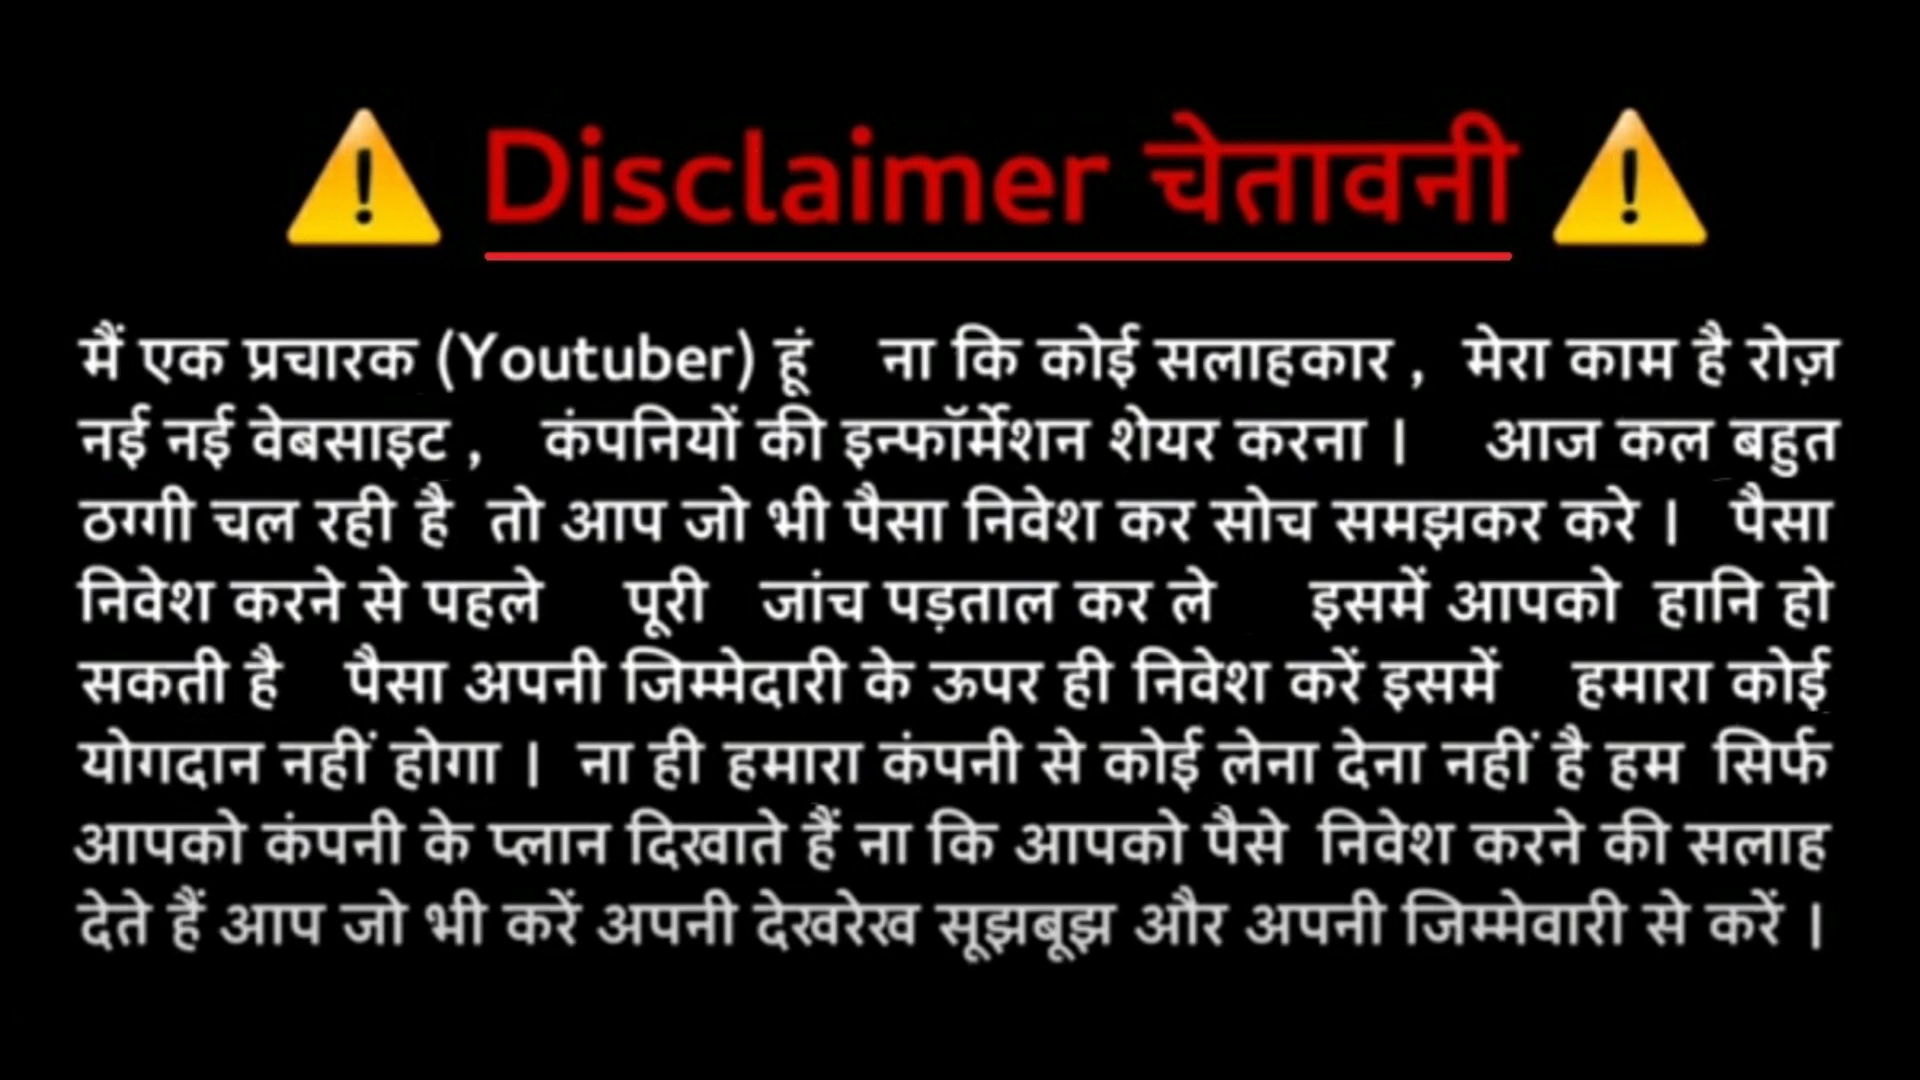 Disclaimer चेतावनी
मैं एक प्रचारक (Youtuber) हूं ना कि कोई सलाहकार , मेरा काम है रोज़
नई नई वेबसाइट , कंपनियों की इन्फॉर्मेशन शेयर करना । आज कल बहुत
ठग्गी चल रही है तो आप जो भी पैसा निवेश कर सोच समझकर करे । पैसा
निवेश करने से पहले पूरी जांच पड़ताल कर ले इसमें आपको हानि हो
सकती है पैसा अपनी जिम्मेदारी के ऊपर ही निवेश करें इसमें हमारा कोई
योगदान नहीं होगा । ना ही हमारा कंपनी से कोई लेना देना नहीं है हम सिर्फ
आपको कंपनी के प्लान दिखाते हैं ना कि आपको पैसे निवेश करने की सलाह
देते हैं आप जो भी करें अपनी देखरेख सूझबूझ और अपनी जिम्मेवारी से करें ।